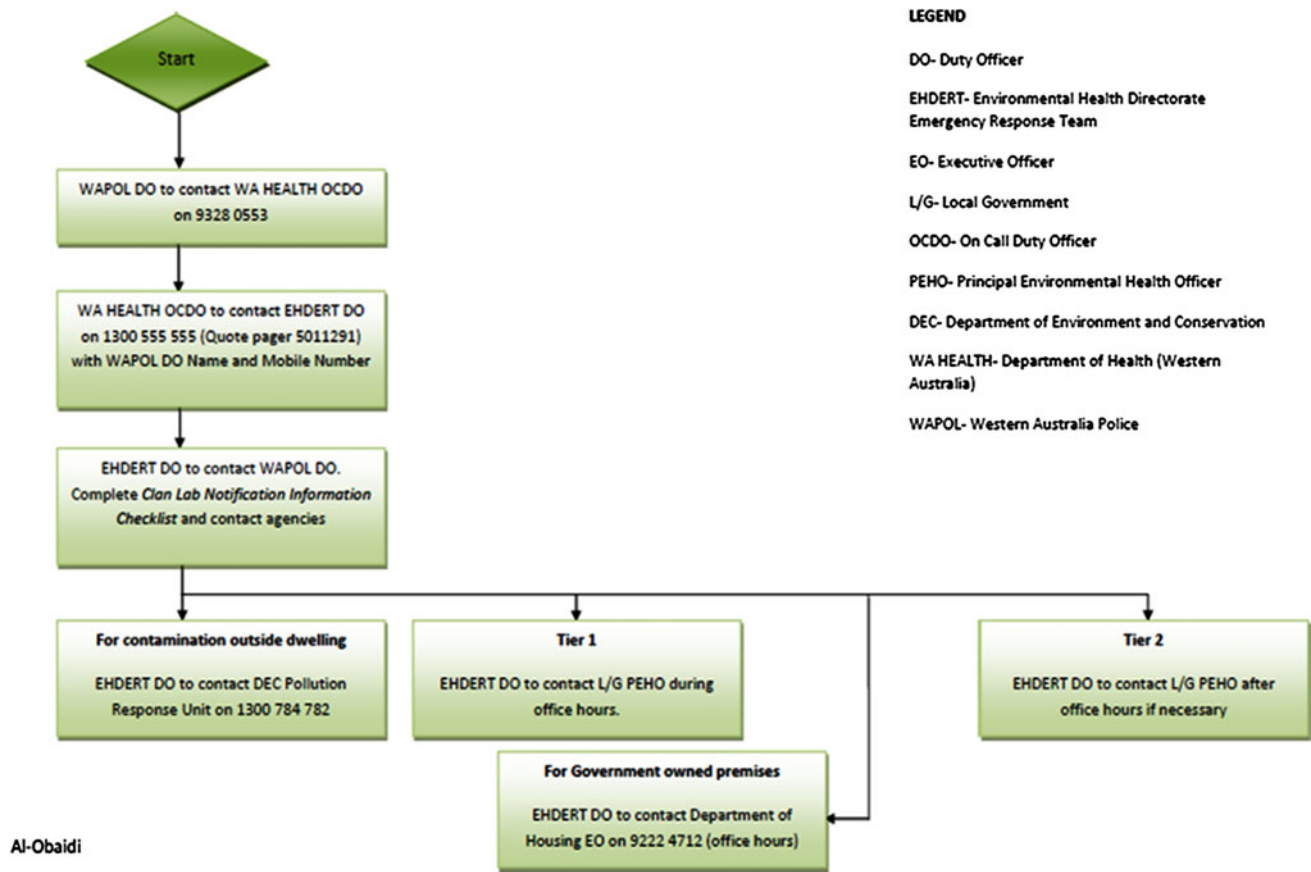 Start
WAPOL DO to contact WA HEALTH OCDO
on 9328 0553
WA HEALTH OCDO to contact EHDERT DO
on 1300 555 555 (Quote pager 5011291)
with WAPOL DO Name and Mobile Number
EHDERT DO to contact WAPOL DO.
Complete Clan Lab Notification Information
Checklist and contact agencies
For contamination outside dwelling
EHDERT DO to contact DEC Pollution
Response Unit on 1300 784 782
Tier 1
EHDERT DO to contact L/G PEHO during
office hours.
For Government owned premises
EHDERT DO to contact Department of
Housing EO on 9222 4712 (office hours)
Tier 2
EHDERT DO to contact L/G PEHO after
office hours if necessary
LEGEND
DO- Duty Officer
EHDERT- Environmental Health Directorate
Emergency Response Team
EO- Executive Officer
L/G- Local Government
OCDO- On Call Duty Officer
PEHO- Principal Environmental Health Officer
DEC- Department of Environment and Conservation
WA HEALTH- Department of Health (Western
Australia)
WAPOL- Western Australia Police
Al-Obaidi